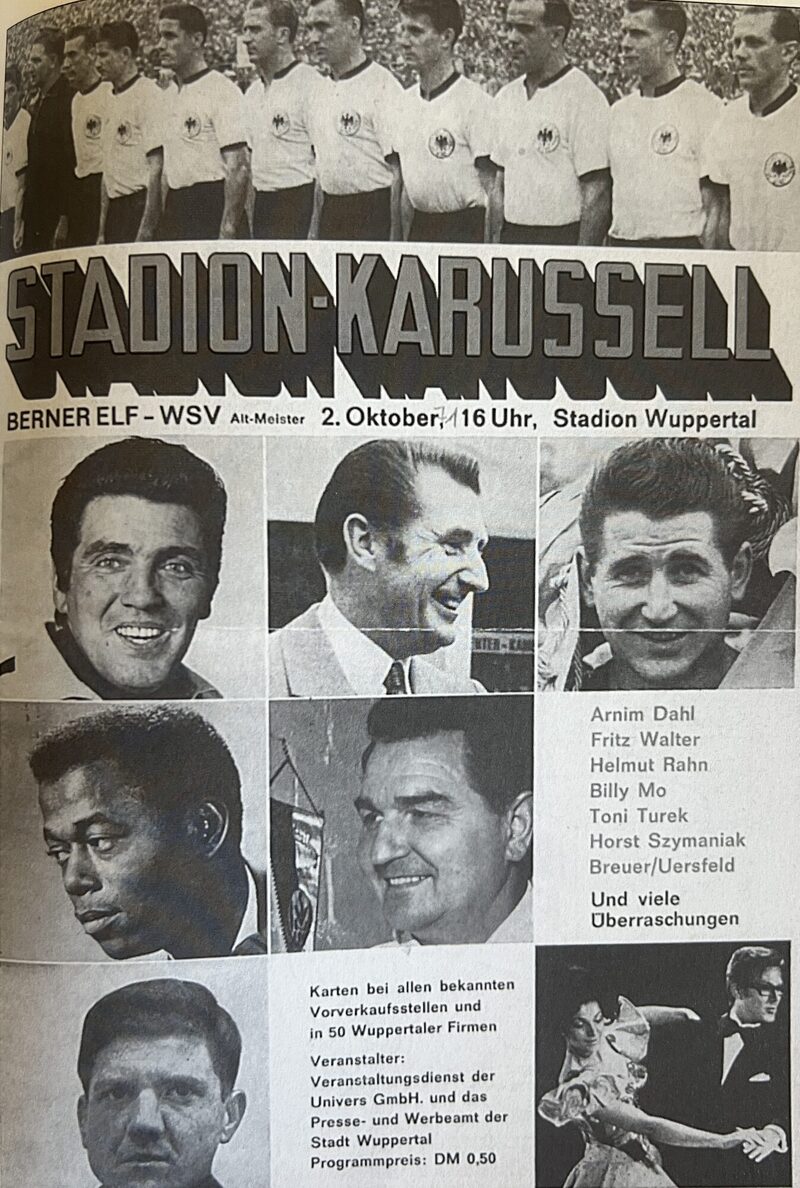 STADION-KARUSSELL
BERNER ELF – WSV Alt-Meister 2. Oktober, 71 16 Uhr, Stadion Wuppertal
Arnim Dahl
Fritz Walter
Helmut Rahn
Billy Mo
Toni Turek
Horst Szymaniak
Breuer/Uersfeld
Und viele
Überraschungen
Karten bei allen bekannten
Vorverkaufsstellen und
in 50 Wuppertaler Firmen
Veranstalter:
Veranstaltungsdienst der
Univers GmbH. und das
Presse- und Werbeamt der
Stadt Wuppertal
Programmpreis: DM 0,50